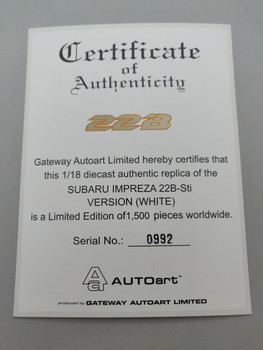 Certificate
of
Authenticity
22B
Gateway Autoart Limited hereby certifies that
this 1/18 diecast authentic replica of the
SUBARU IMPREZA 22B-Sti
VERSION (WHITE)
is a Limited Edition of1,500 pieces worldwide.
Serial No.: 0992
AUTOart™
produced by GATEWAY AUTOART LIMITED